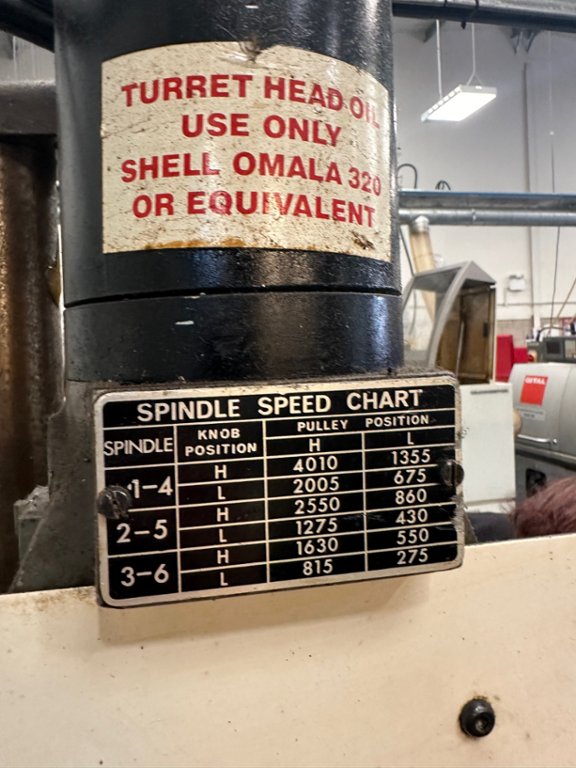 TURRET HEAD OIL
USE ONLY
SHELL OMALA 320
OR EQUIVALENT
SPINDLE SPEED CHART
SPINDLE KNOB POSITION PULLEY POSITION
H L
1-4 H 4010 1355
L 2005 675
2-5 H 2550 860
L 1275 430
3-6 H 1630 550
L 815 275
GITAL